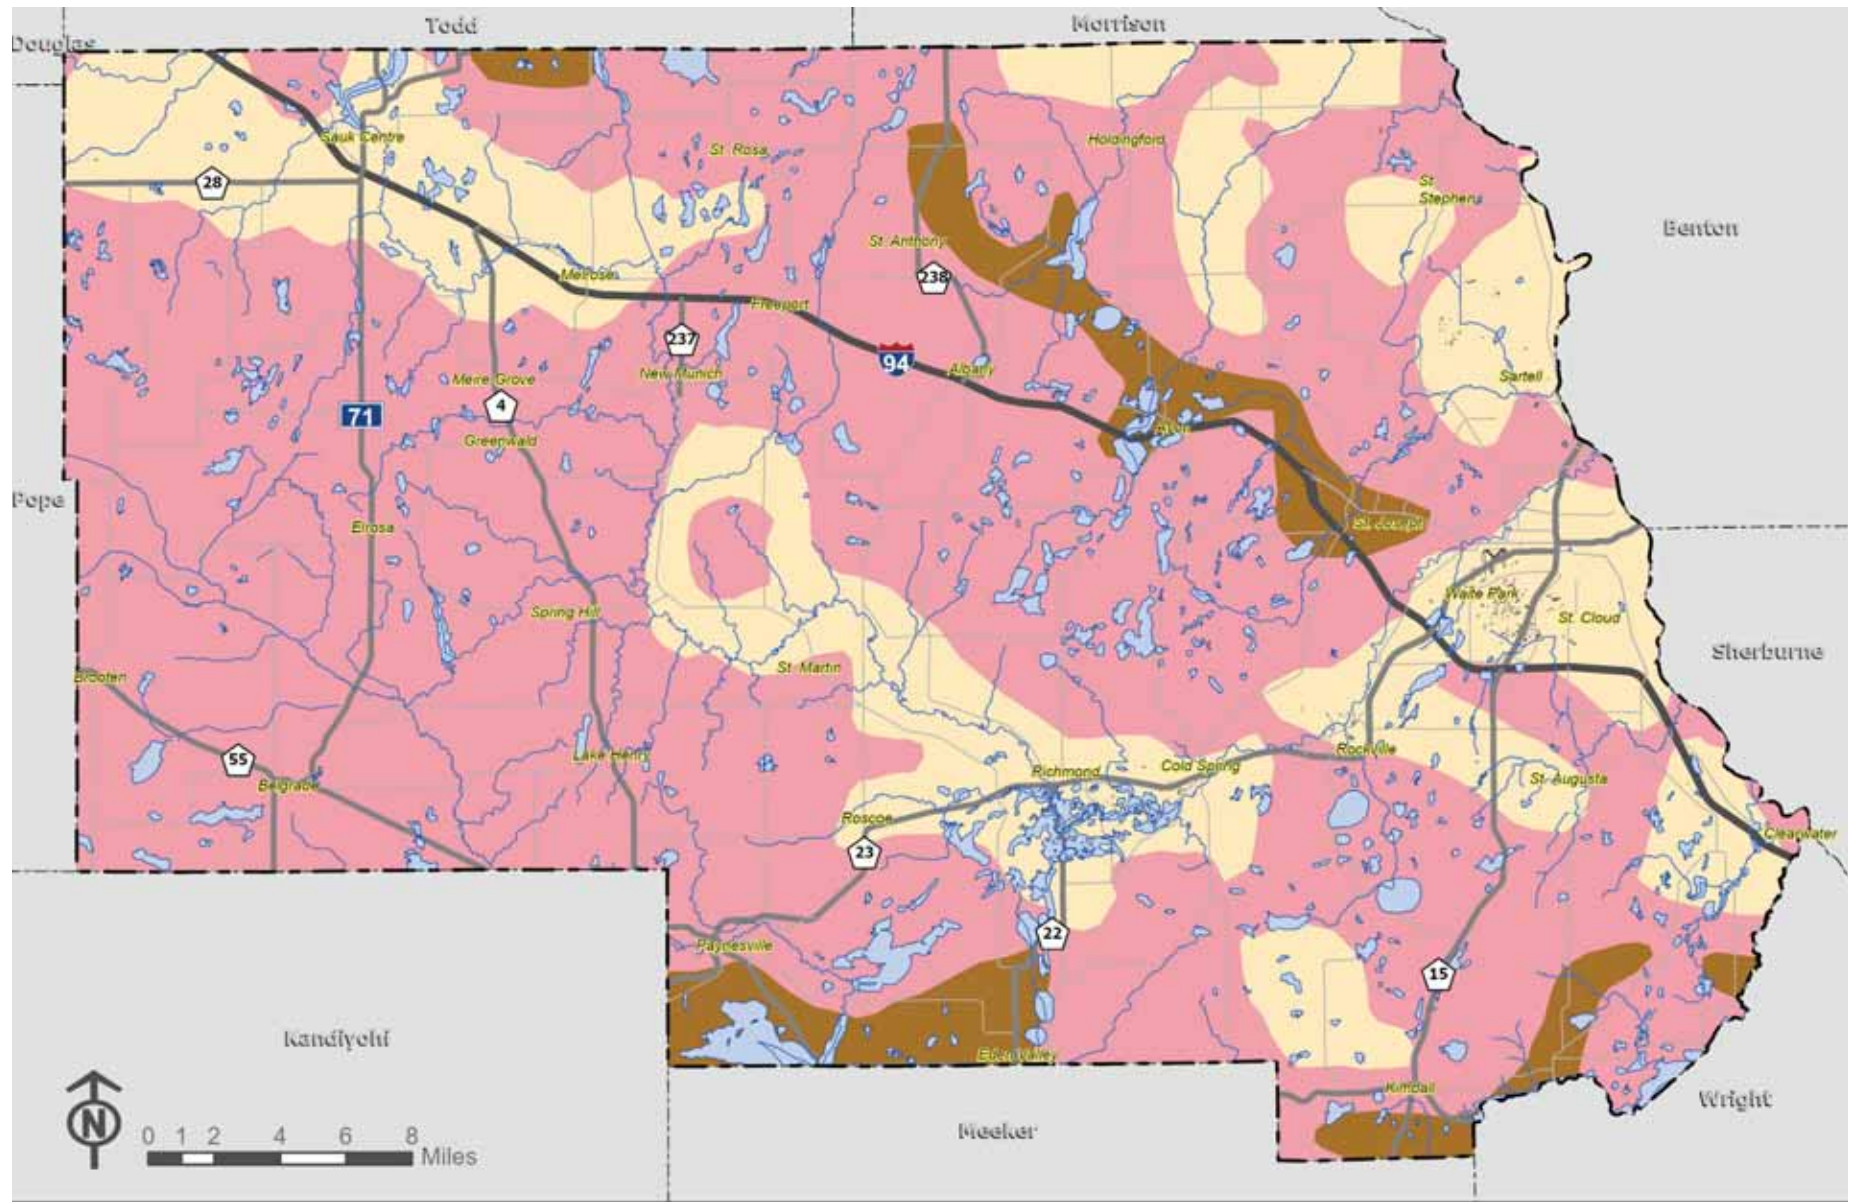 Todd
Morrison
Douglas
Sauk Centre
Holdingford
St. Rosa
28
St.
Stephen
Benton
St. Anthony
Melrose
238
Freeport
237
94
Albany
New Munich
Meire Grove
Sartell
4
71
Avon
Greenwald
Pope
Elrosa
St. Joseph
Waite Park
Spring Hill
St. Cloud
Sherburne
St. Martin
Brooten
Rockville
Lake Henry
55
Cold Spring
Richmond
Belgrade
St. Augusta
Roscoe
Clearwater
23
22
Paynesville
15
Kandiyohi
Eden Valley
Kimball
Wright
N
Meeker
0 1 2 4 6 8
Miles